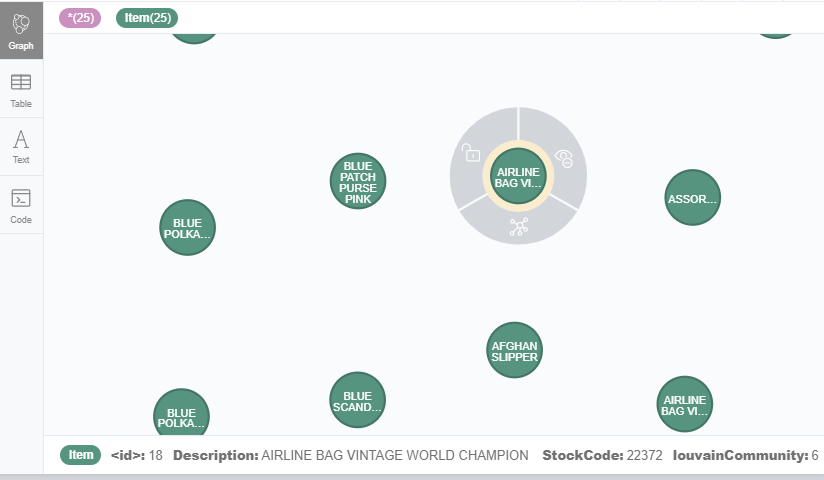 *(25) Item(25)
Graph
Table
Text
Code
BLUE
PATCH
PURSE
PINK
AIRLINE
BAG VI...
ASSOR...
BLUE
POLKA...
AFGHAN
SLIPPER
BLUE
SCAND...
AIRLINE
BAG VI...
BLUE
POLKA...
Item <id>: 18 Description: AIRLINE BAG VINTAGE WORLD CHAMPION StockCode: 22372 louvainCommunity: 6